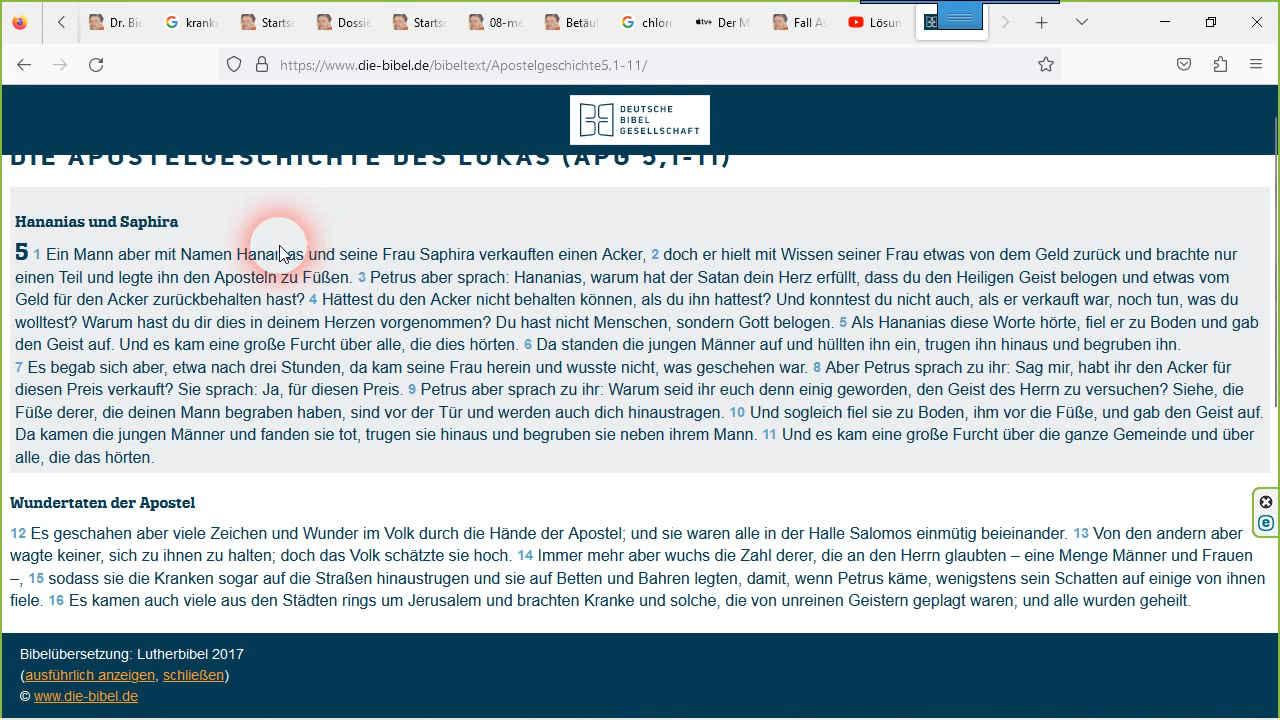 Dr. Bie
krank
Starts
Dossi
Starts
08-m
Betäu
chlor
tv+ Der M
Fall A
Lösun
https://www.die-bibel.de/bibeltext/Apostelgeschichte5,1-11/
DEUTSCHE
BIBEL
GESELLSCHAFT
DIE APOSTELGESCHICHTE DES LUKAS (APG 5,1-11)
Hananias und Saphira
5 1 Ein Mann aber mit Namen Hananias und seine Frau Saphira verkauften einen Acker, 2 doch er hielt mit Wissen seiner Frau etwas von dem Geld zurück und brachte nur
einen Teil und legte ihn den Aposteln zu Füßen. 3 Petrus aber sprach: Hananias, warum hat der Satan dein Herz erfüllt, dass du den Heiligen Geist belogen und etwas vom
Geld für den Acker zurückbehalten hast? 4 Hättest du den Acker nicht behalten können, als du ihn hattest? Und konntest du nicht auch, als er verkauft war, noch tun, was du
wolltest? Warum hast du dir dies in deinem Herzen vorgenommen? Du hast nicht Menschen, sondern Gott belogen. 5 Als Hananias diese Worte hörte, fiel er zu Boden und gab
den Geist auf. Und es kam eine große Furcht über alle, die dies hörten. 6 Da standen die jungen Männer auf und hüllten ihn ein, trugen ihn hinaus und begruben ihn.
7 Es begab sich aber, etwa nach drei Stunden, da kam seine Frau herein und wusste nicht, was geschehen war. 8 Aber Petrus sprach zu ihr: Sag mir, habt ihr den Acker für
diesen Preis verkauft? Sie sprach: Ja, für diesen Preis. 9 Petrus aber sprach zu ihr: Warum seid ihr euch denn einig geworden, den Geist des Herrn zu versuchen? Siehe, die
Füße derer, die deinen Mann begraben haben, sind vor der Tür und werden auch dich hinaustragen. 10 Und sogleich fiel sie zu Boden, ihm vor die Füße, und gab den Geist auf.
Da kamen die jungen Männer und fanden sie tot, trugen sie hinaus und begruben sie neben ihrem Mann. 11 Und es kam eine große Furcht über die ganze Gemeinde und über
alle, die das hörten.
Wundertaten der Apostel
12 Es geschahen aber viele Zeichen und Wunder im Volk durch die Hände der Apostel; und sie waren alle in der Halle Salomos einmütig beieinander. 13 Von den andern aber
wagte keiner, sich zu ihnen zu halten; doch das Volk schätzte sie hoch. 14 Immer mehr aber wuchs die Zahl derer, die an den Herrn glaubten – eine Menge Männer und Frauen
–, 15 sodass sie die Kranken sogar auf die Straßen hinaustrugen und sie auf Betten und Bahren legten, damit, wenn Petrus käme, wenigstens sein Schatten auf einige von ihnen
fiele. 16 Es kamen auch viele aus den Städten rings um Jerusalem und brachten Kranke und solche, die von unreinen Geistern geplagt waren; und alle wurden geheilt.
Bibelübersetzung: Lutherbibel 2017
(ausführlich anzeigen, schließen)
© www.die-bibel.de